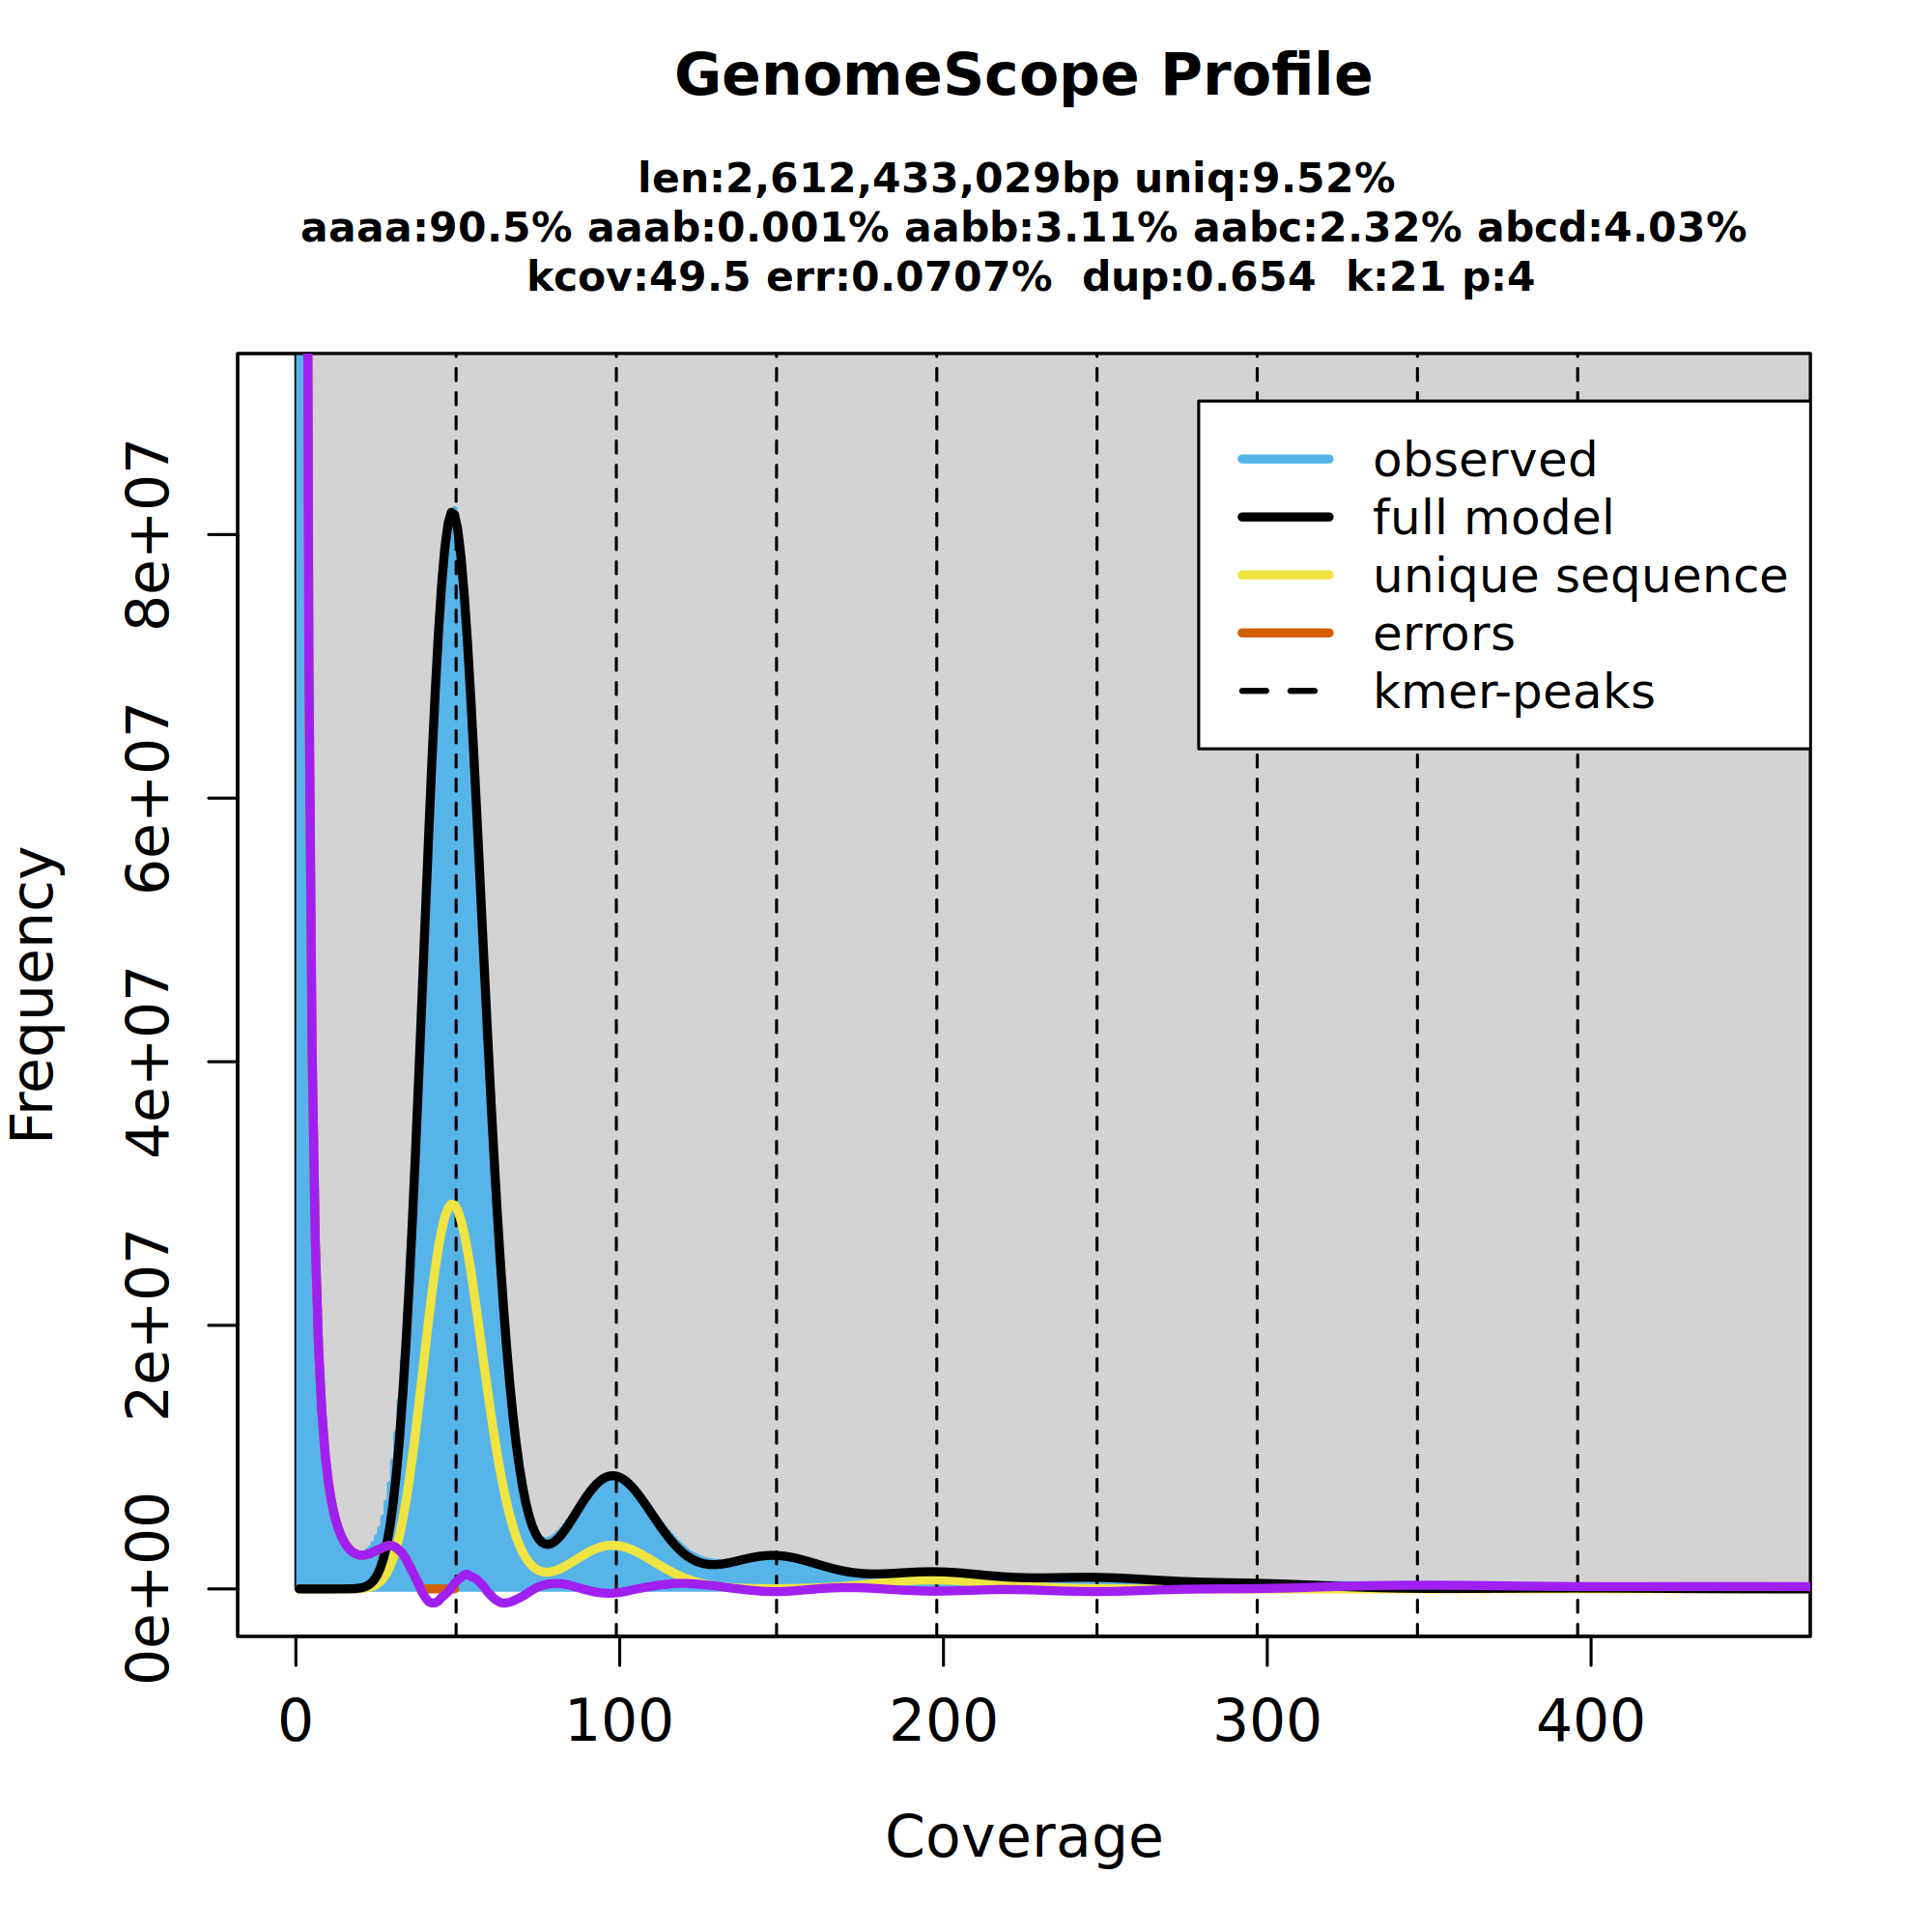 GenomeScope Profile
len:2,612,433,029bp uniq:9.52%
aaaa:90.5% aaab:0.001% aabb:3.11% aabc:2.32% abcd:4.03%
kcov:49.5 err:0.0707%  dup:0.654  k:21 p:4
observed
full model
unique sequence
errors
kmer-peaks
Frequency
8e+07
6e+07
4e+07
2e+07
0e+00
0 100 200 300 400
Coverage